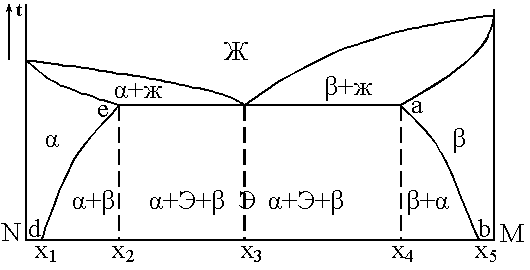 t
Ж
α+ж β+ж
e a
α β
α+β α+Э+β Э α+Э+β β+α
N d b M
x1 x2 x3 x4 x5